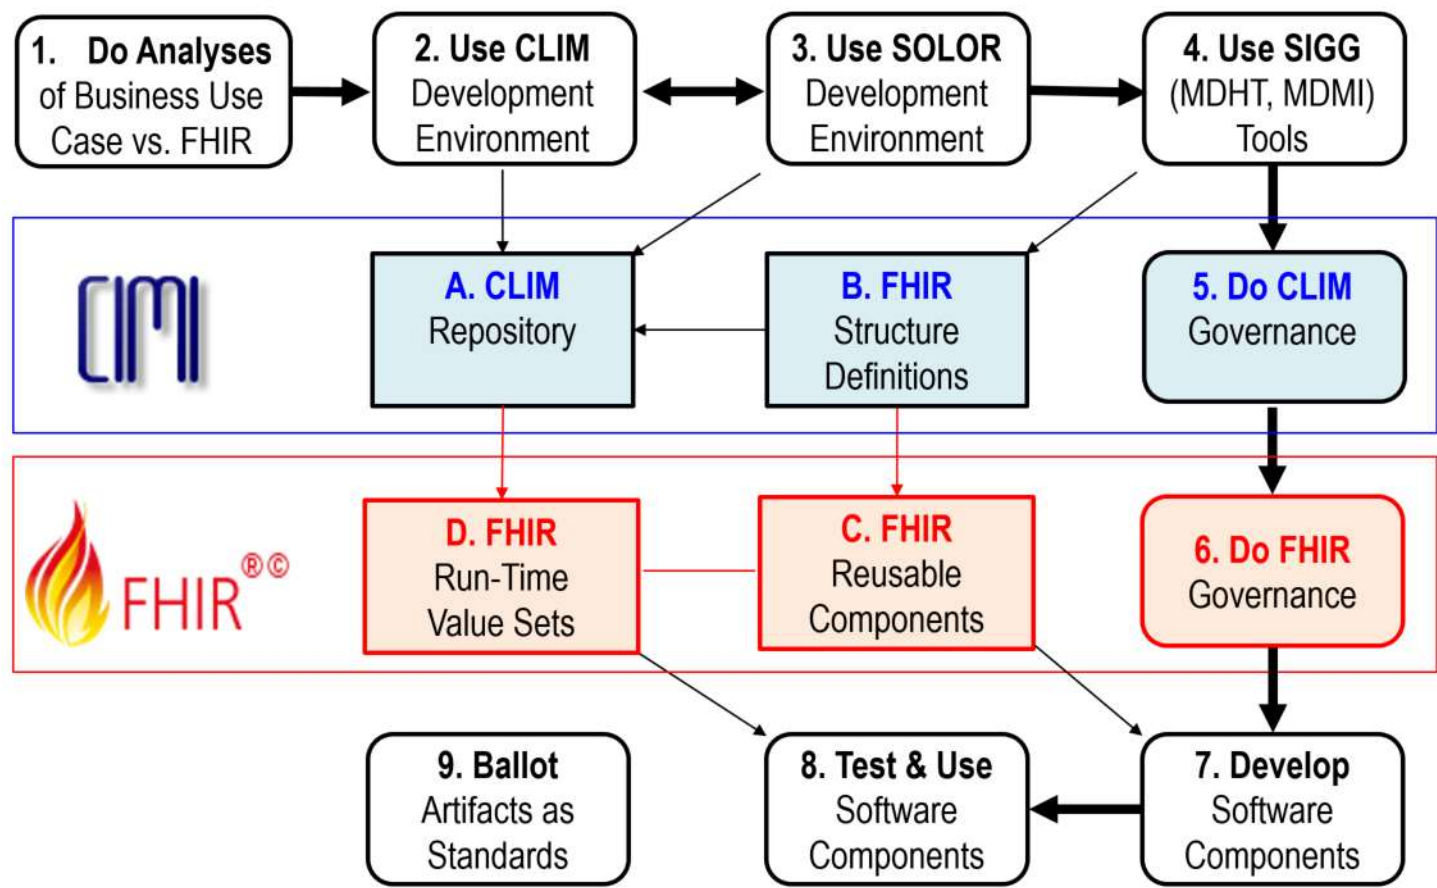 1. Do Analyses
of Business Use
Case vs. FHIR
2. Use CLIM
Development
Environment
3. Use SOLOR
Development
Environment
4. Use SIGG
(MDHT, MDMI)
Tools
CIMI
A. CLIM
Repository
B. FHIR
Structure
Definitions
5. Do CLIM
Governance
FHIR®©
D. FHIR
Run-Time
Value Sets
C. FHIR
Reusable
Components
6. Do FHIR
Governance
9. Ballot
Artifacts as
Standards
8. Test & Use
Software
Components
7. Develop
Software
Components